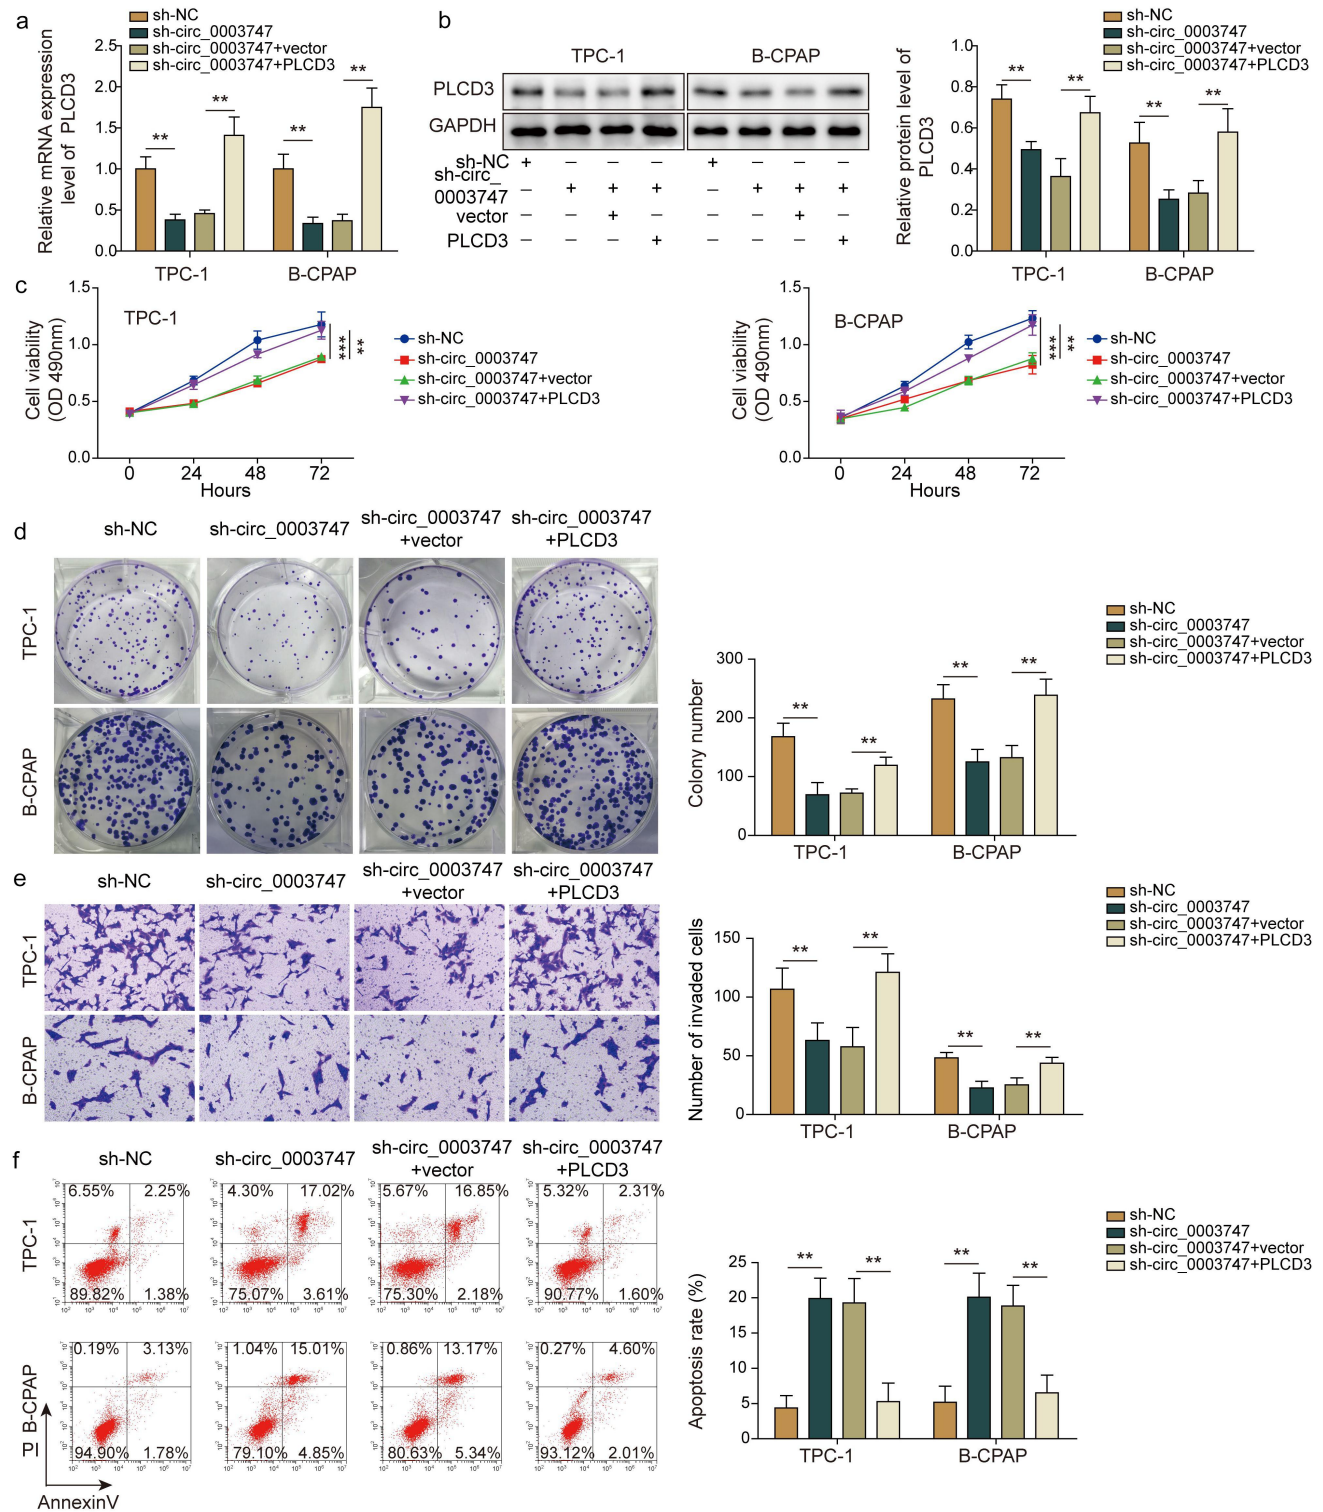 a
sh-NC
sh-circ_0003747
sh-circ_0003747+vector
sh-circ_0003747+PLCD3
Relative mRNA expression
level of PLCD3
2.5
2.0
1.5
1.0
0.5
0.0
** ** ** **
TPC-1 B-CPAP
b
TPC-1 B-CPAP
PLCD3
GAPDH
sh-NC + − − − + − − −
sh-circ_
0003747 − + + + − + + +
vector − − + − − − + −
PLCD3 − − − + − − − +
sh-NC
sh-circ_0003747
sh-circ_0003747+vector
sh-circ_0003747+PLCD3
Relative protein level of
PLCD3
1.0
0.8
0.6
0.4
0.2
0.0
** ** ** **
TPC-1 B-CPAP
c
TPC-1
Cell viability
(OD 490nm)
1.5
1.0
0.5
0.0
0 24 48 72
Hours
*** **
sh-NC
sh-circ_0003747
sh-circ_0003747+vector
sh-circ_0003747+PLCD3
B-CPAP
Cell viability
(OD 490nm)
1.5
1.0
0.5
0.0
0 24 48 72
Hours
*** **
sh-NC
sh-circ_0003747
sh-circ_0003747+vector
sh-circ_0003747+PLCD3
d
sh-NC sh-circ_0003747 sh-circ_0003747
+vector sh-circ_0003747
+PLCD3
TPC-1
B-CPAP
sh-NC
sh-circ_0003747
sh-circ_0003747+vector
sh-circ_0003747+PLCD3
Colony number
300
200
100
0
** ** ** **
TPC-1 B-CPAP
e
sh-NC sh-circ_0003747 sh-circ_0003747
+vector sh-circ_0003747
+PLCD3
TPC-1
B-CPAP
sh-NC
sh-circ_0003747
sh-circ_0003747+vector
sh-circ_0003747+PLCD3
Number of invaded cells
150
100
50
0
** ** ** **
TPC-1 B-CPAP
f
sh-NC sh-circ_0003747 sh-circ_0003747
+vector sh-circ_0003747
+PLCD3
TPC-1
6.55% 2.25% 4.30% 17.02% 5.67% 16.85% 5.32% 2.31%
89.82% 1.38% 75.07% 3.61% 75.30% 2.18% 90.77% 1.60%
B-CPAP
0.19% 3.13% 1.04% 15.01% 0.86% 13.17% 0.27% 4.60%
94.90% 1.78% 79.10% 4.85% 80.63% 5.34% 93.12% 2.01%
PI
AnnexinV
sh-NC
sh-circ_0003747
sh-circ_0003747+vector
sh-circ_0003747+PLCD3
Apoptosis rate (%)
25
20
15
10
5
0
** ** ** **
TPC-1 B-CPAP